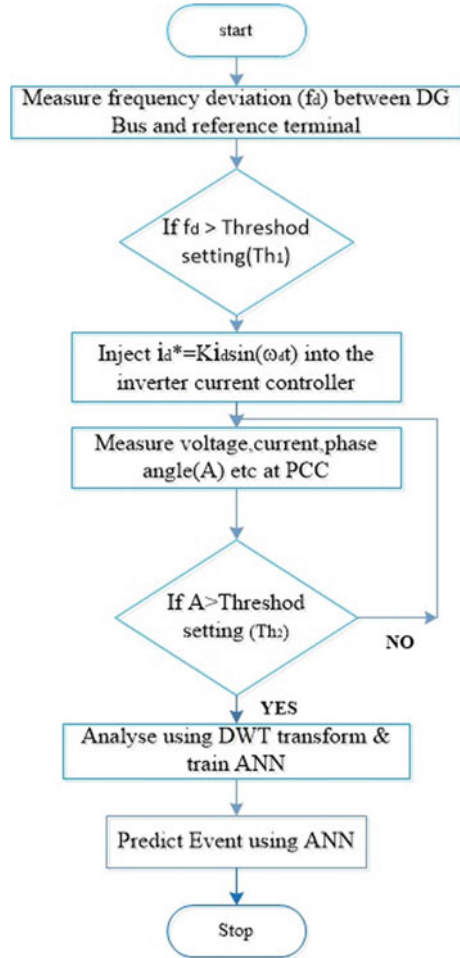 start
Measure frequency deviation (fd) between DG
Bus and reference terminal
If fd > Threshod
setting(Th1)
Inject id*=Kidsin(ωdt) into the
inverter current controller
Measure voltage,current,phase
angle(A) etc at PCC
If A>Threshod
setting (Th2)
NO
YES
Analyse using DWT transform &
train ANN
Predict Event using ANN
Stop